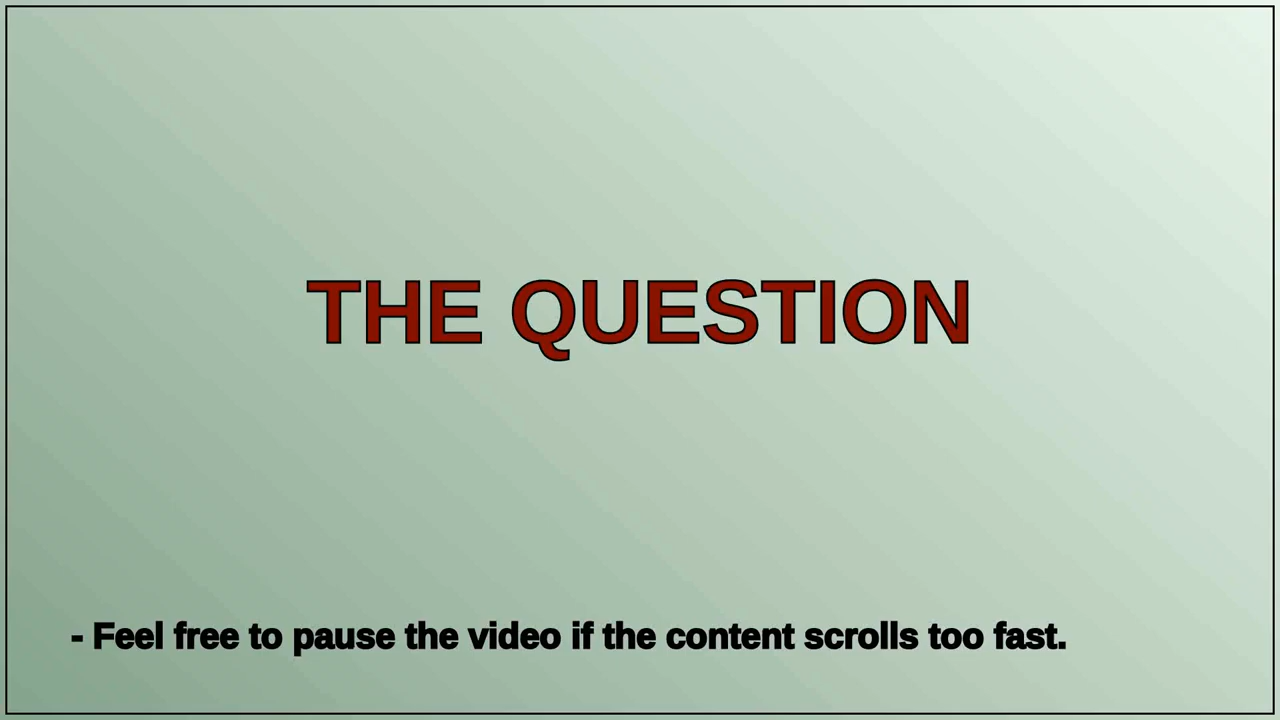 THE QUESTION
- Feel free to pause the video if the content scrolls too fast.